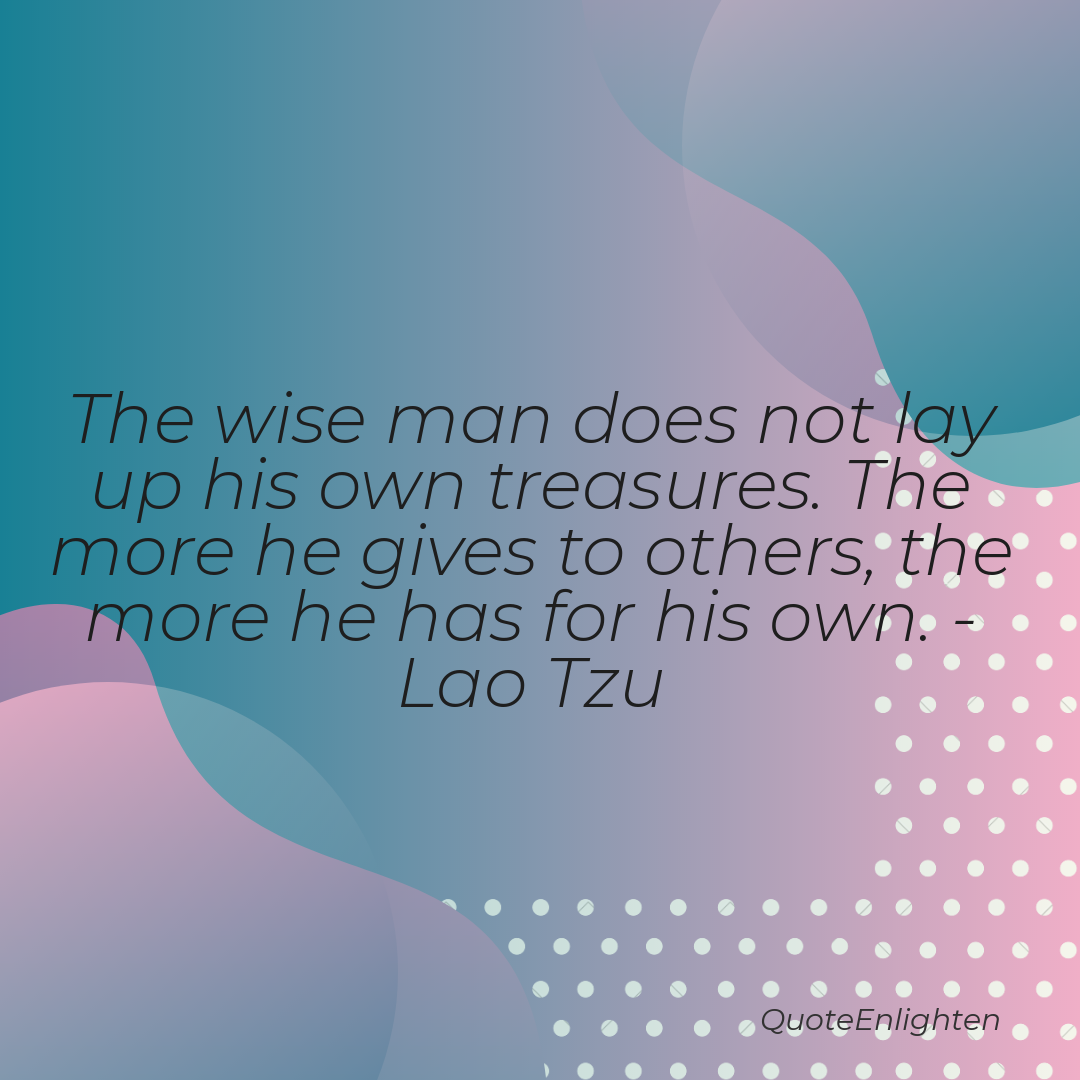 The wise man does not lay
up his own treasures. The
more he gives to others, the
more he has for his own. -
Lao Tzu
QuoteEnlighten